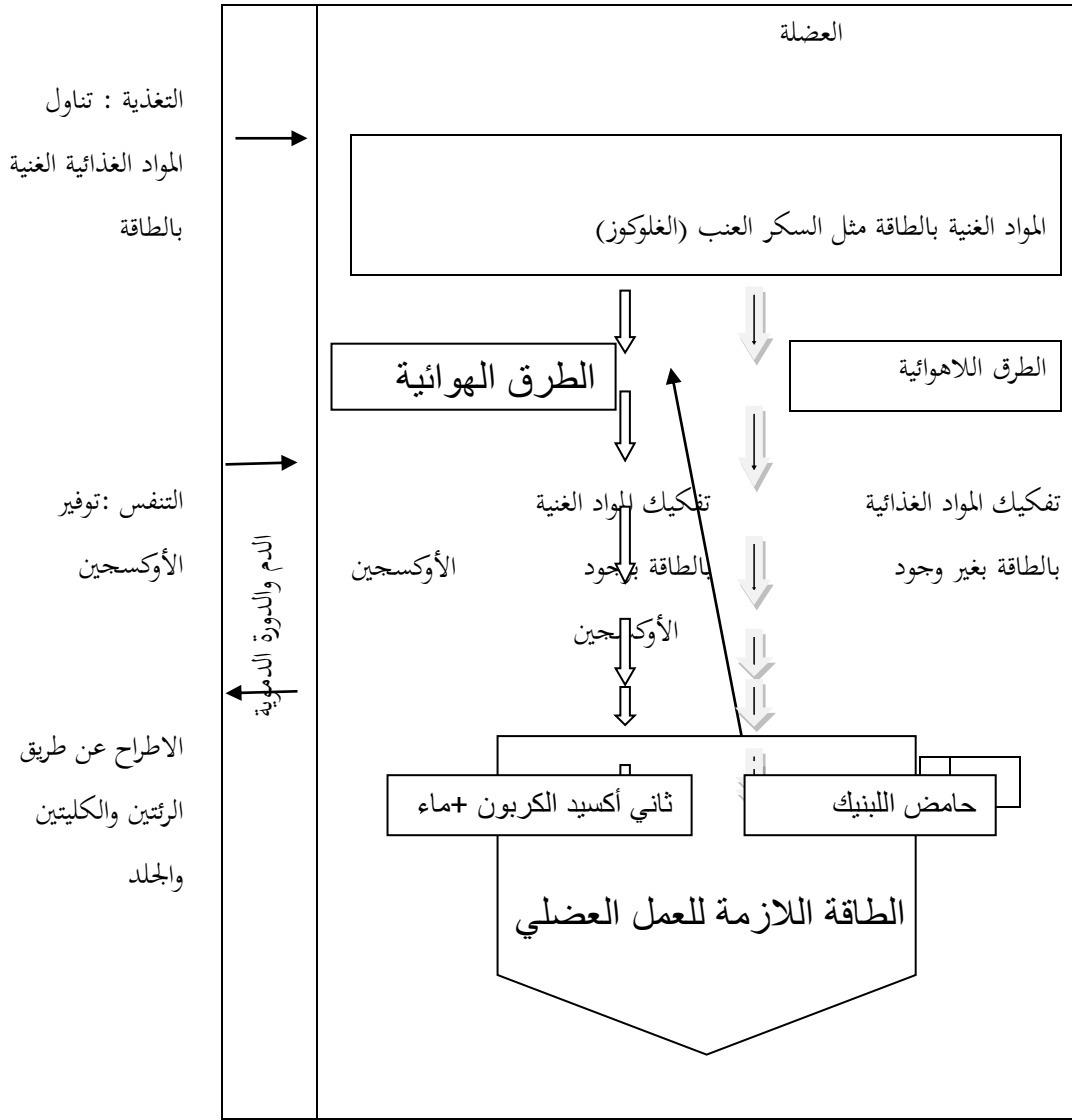 العضلة
التغذية : تناول
المواد الغذائية الغنية
بالطاقة
المواد الغنية بالطاقة مثل السكر العنب (الغلوكوز)
الطرق اللاهوائية
الطرق الهوائية
تفكيك المواد الغذائية
بالطاقة بغير وجود
تفكيك المواد الغنية
بالطاقة بوجود
الأوكسجين
الأوكسجين
التنفس :توفير
الأوكسجين
الدم والدورة الدموية
الاطراح عن طريق
الرئتين والكليتين
والجلد
حامض اللبنيك
ثاني أكسيد الكربون +ماء
الطاقة اللازمة للعمل العضلي